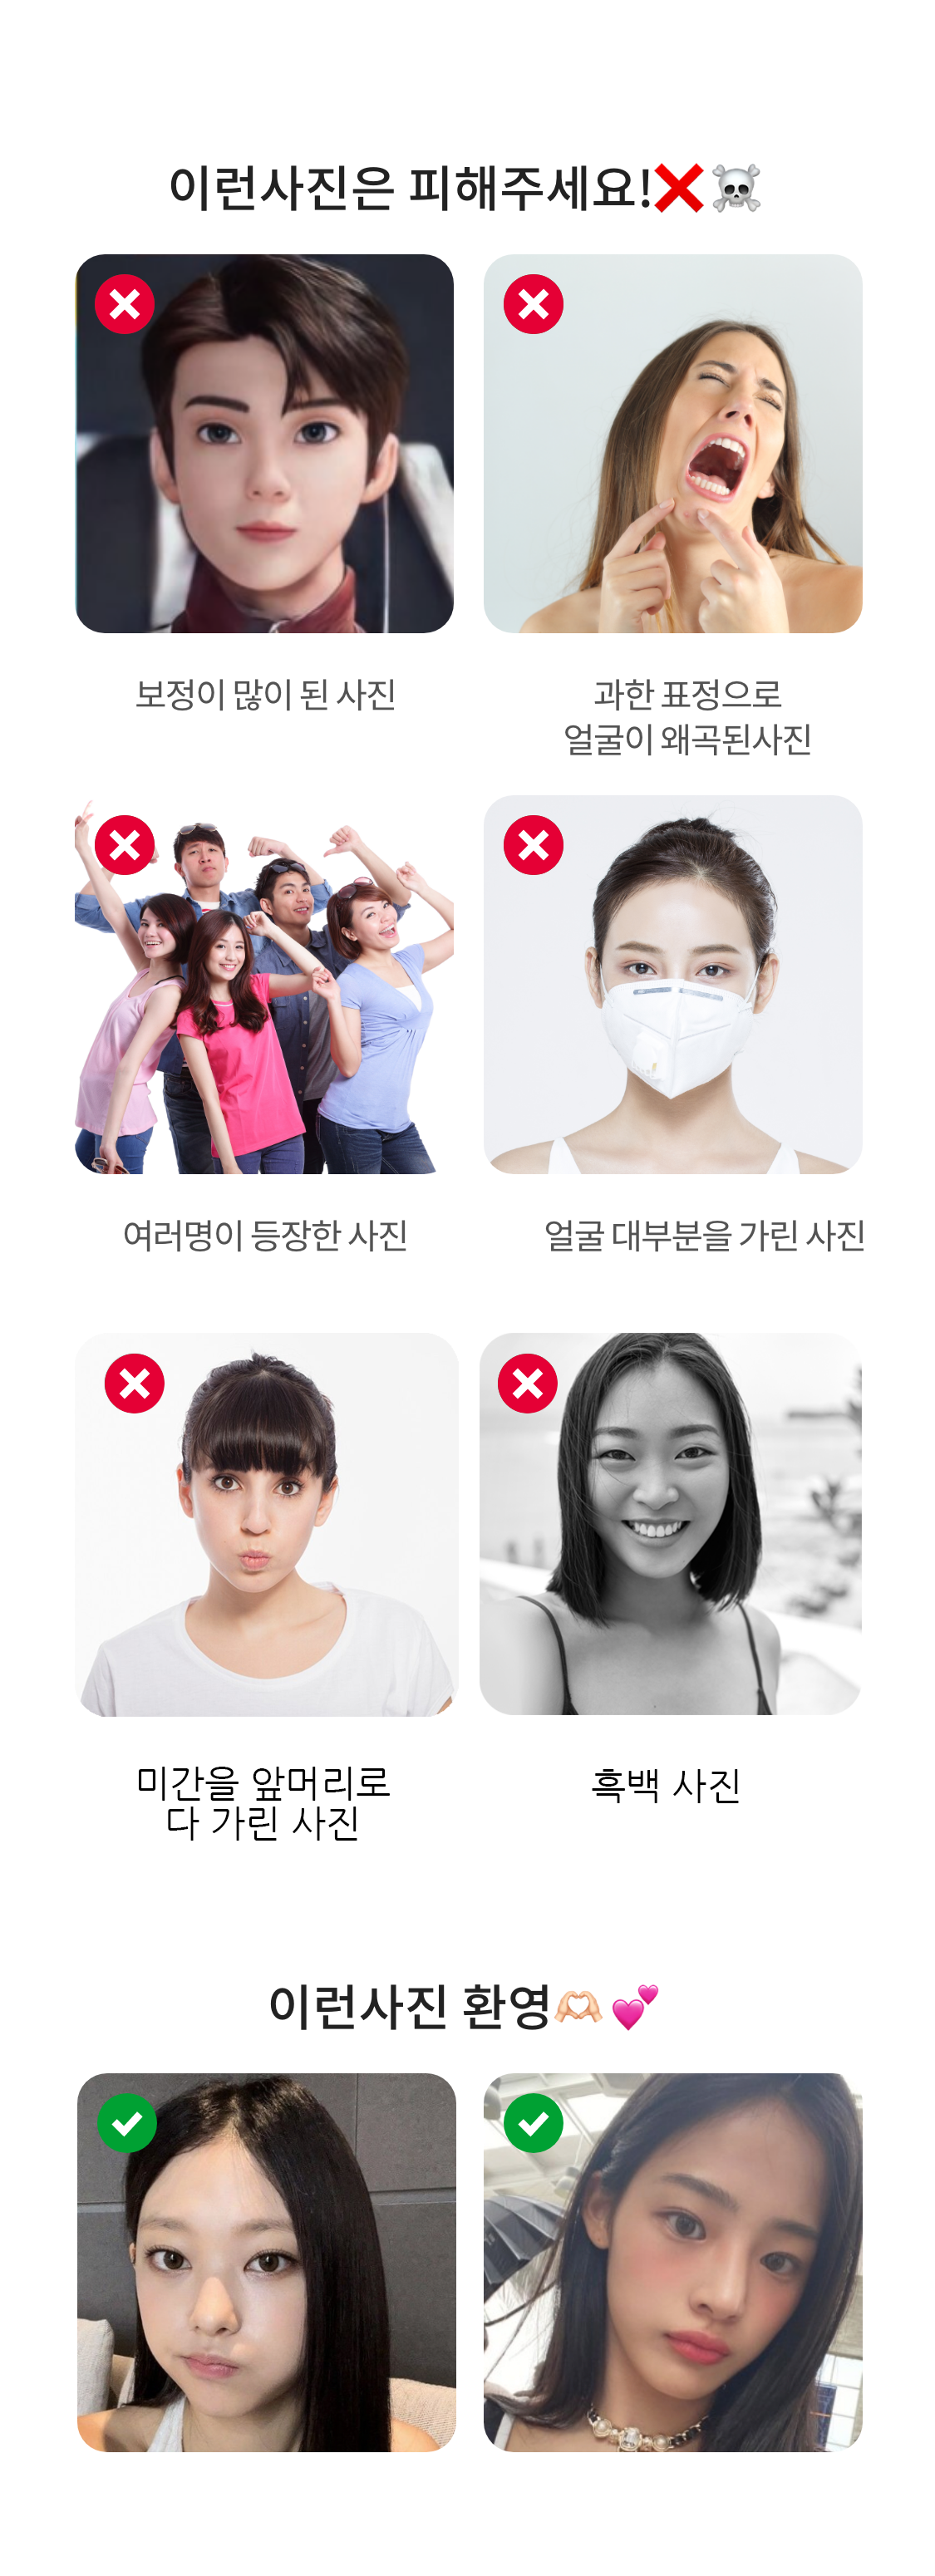 이런사진은 피해주세요!❌☠️
보정이 많이 된 사진
과한 표정으로
얼굴이 왜곡된사진
여러명이 등장한 사진
얼굴 대부분을 가린 사진
미간을 앞머리로
다 가린 사진
흑백 사진
이런사진 환영🫶🏻💕